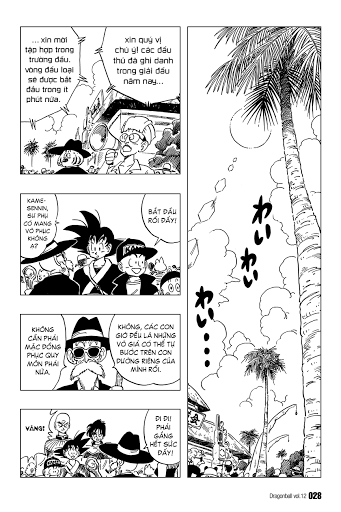 わい
わい
わい...
xin quý vị
chú ý! các đấu
thủ đã ghi danh
trong giải đấu
năm nay...
... xin mời
tập hợp trong
trường đấu.
vòng đấu loại
sẽ được bắt
đầu trong ít
phút nữa.
BẮT ĐẦU
RỒI ĐẤY!
KAME-
SENNIN,
SƯ PHỤ
CÓ MANG
VÕ PHỤC
KHÔNG
Ạ?
KHÔNG, CÁC CON
GIỜ ĐỀU LÀ NHỮNG
VÕ GIẢ CÓ THỂ TỰ
BƯỚC TRÊN CON
ĐƯỜNG RIÊNG CỦA
MÌNH RỒI.
KHÔNG
CẦN PHẢI
MẶC ĐỒNG
PHỤC QUY
MÔN PHÁI
NỮA.
ĐI ĐI!
PHẢI
GẮNG
HẾT SỨC
ĐẤY!
VÂNG!
Dragonball vol.12 028